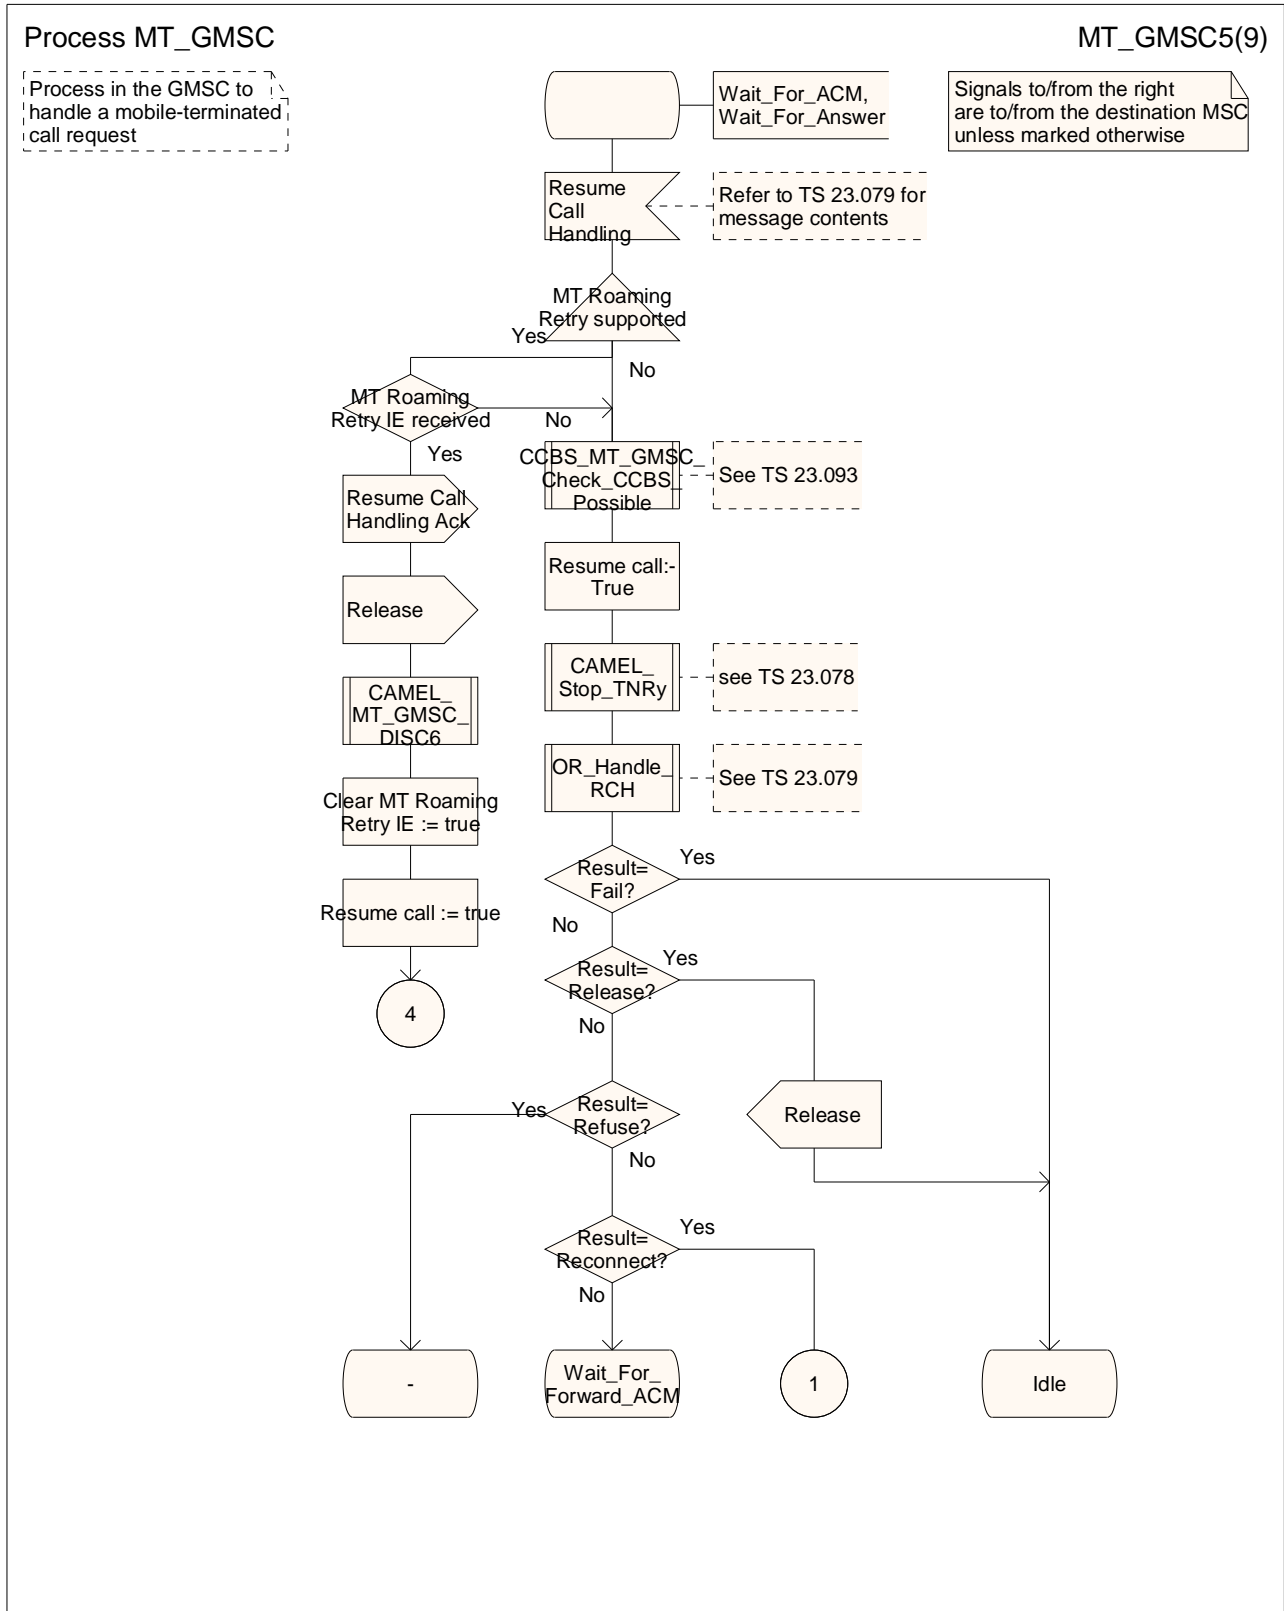 Process MT_GMSC
MT_GMSC5(9)
Process in the GMSC to
handle a mobile-terminated
call request
Wait_For_ACM,
Wait_For_Answer
Signals to/from the right
are to/from the destination MSC
unless marked otherwise
Resume
Call
Handling
Refer to TS 23.079 for
message contents
MT Roaming
Retry supported
Yes
No
MT Roaming
Retry IE received
No
Yes
CCBS_MT_GMSC_
Check_CCBS_
Possible
See TS 23.093
Resume Call
Handling Ack
Resume call:-
True
Release
CAMEL_
Stop_TNRy
see TS 23.078
CAMEL_
MT_GMSC_
DISC6
OR_Handle_
RCH
See TS 23.079
Clear MT Roaming
Retry IE := true
Result=
Fail?
Yes
No
Resume call := true
Result=
Release?
Yes
No
4
Result=
Refuse?
Yes
No
Release
Result=
Reconnect?
Yes
No
-
Wait_For_
Forward_ACM
1
Idle